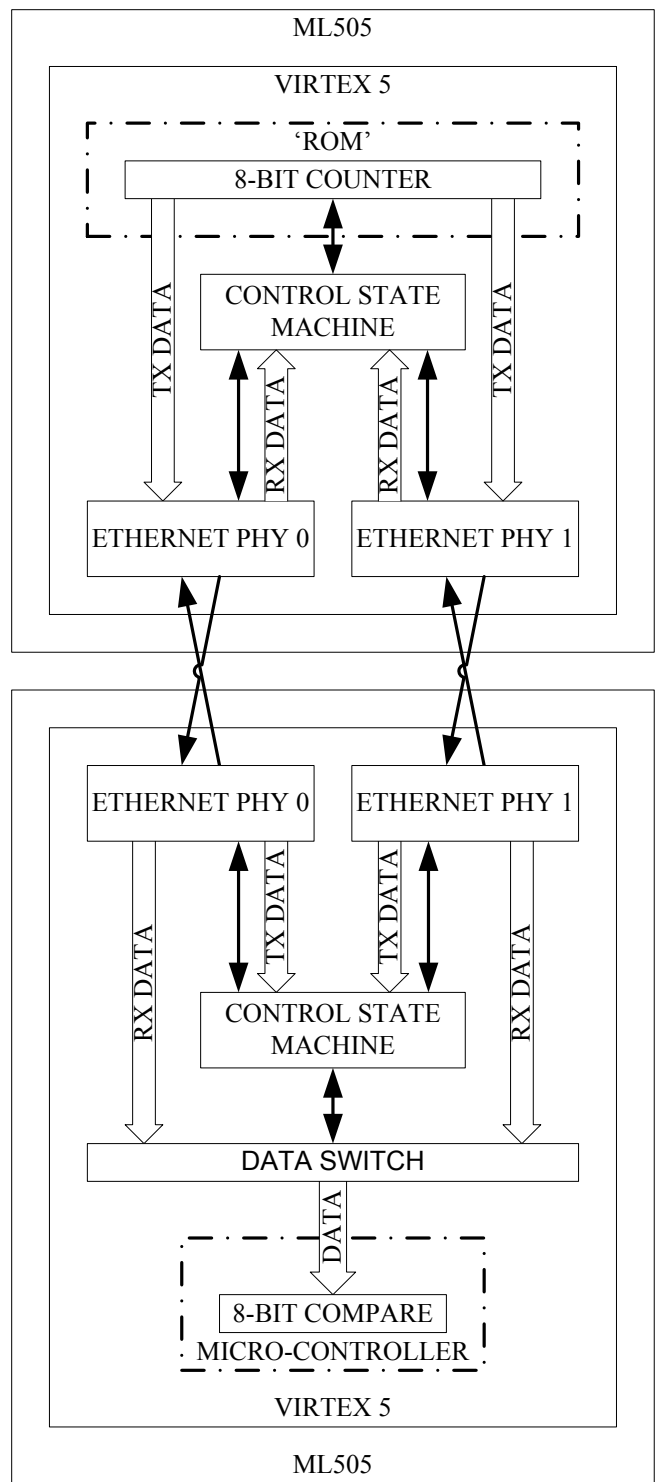 ML505
VIRTEX 5
‘ROM’
8-BIT COUNTER
TX DATA
TX DATA
CONTROL STATE
MACHINE
RX DATA
RX DATA
ETHERNET PHY 0
ETHERNET PHY 1
ETHERNET PHY 0
ETHERNET PHY 1
RX DATA
TX DATA
TX DATA
RX DATA
CONTROL STATE
MACHINE
DATA SWITCH
DATA
8-BIT COMPARE
MICRO-CONTROLLER
VIRTEX 5
ML505